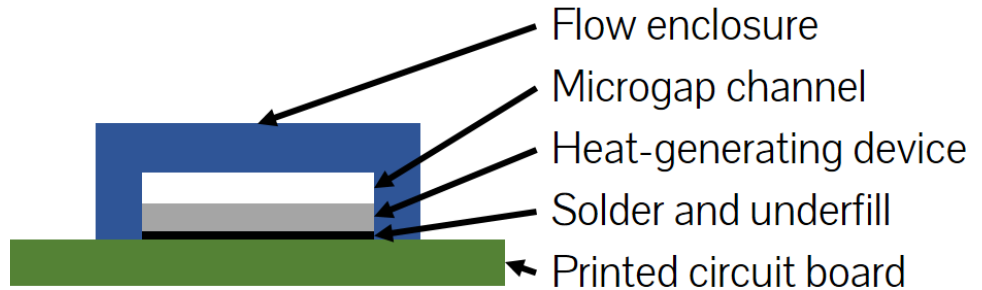 Flow enclosure
Microgap channel
Heat-generating device
Solder and underfill
Printed circuit board